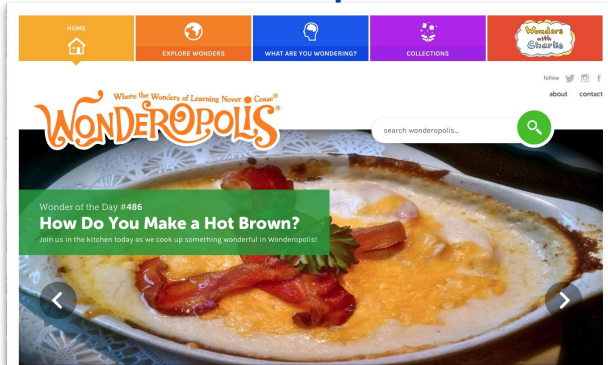 HOME
EXPLORE WONDERS
WHAT ARE YOU WONDERING?
COLLECTIONS
Wonders
with
Charlie
follow
about contact
Where the Wonders of Learning Never Cease®
WONDEROPOLIS®
search wonderopolis...
Wonder of the Day #486
How Do You Make a Hot Brown?
Join us in the kitchen today as we cook up something wonderful in Wonderopolis!